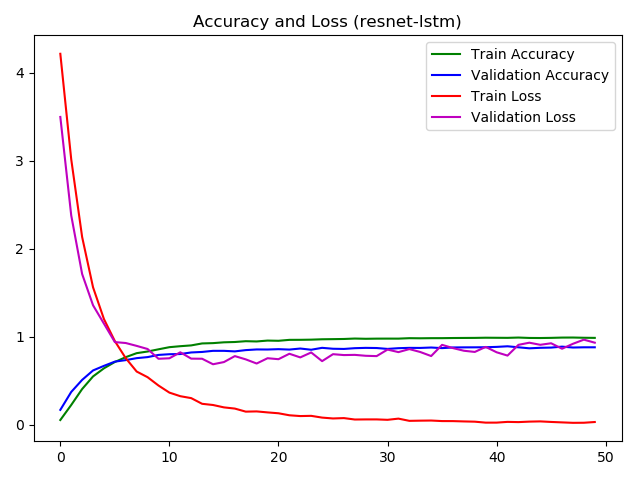 Accuracy and Loss (resnet-lstm)
Train Accuracy
Validation Accuracy
Train Loss
Validation Loss
4
3
2
1
0
0 10 20 30 40 50